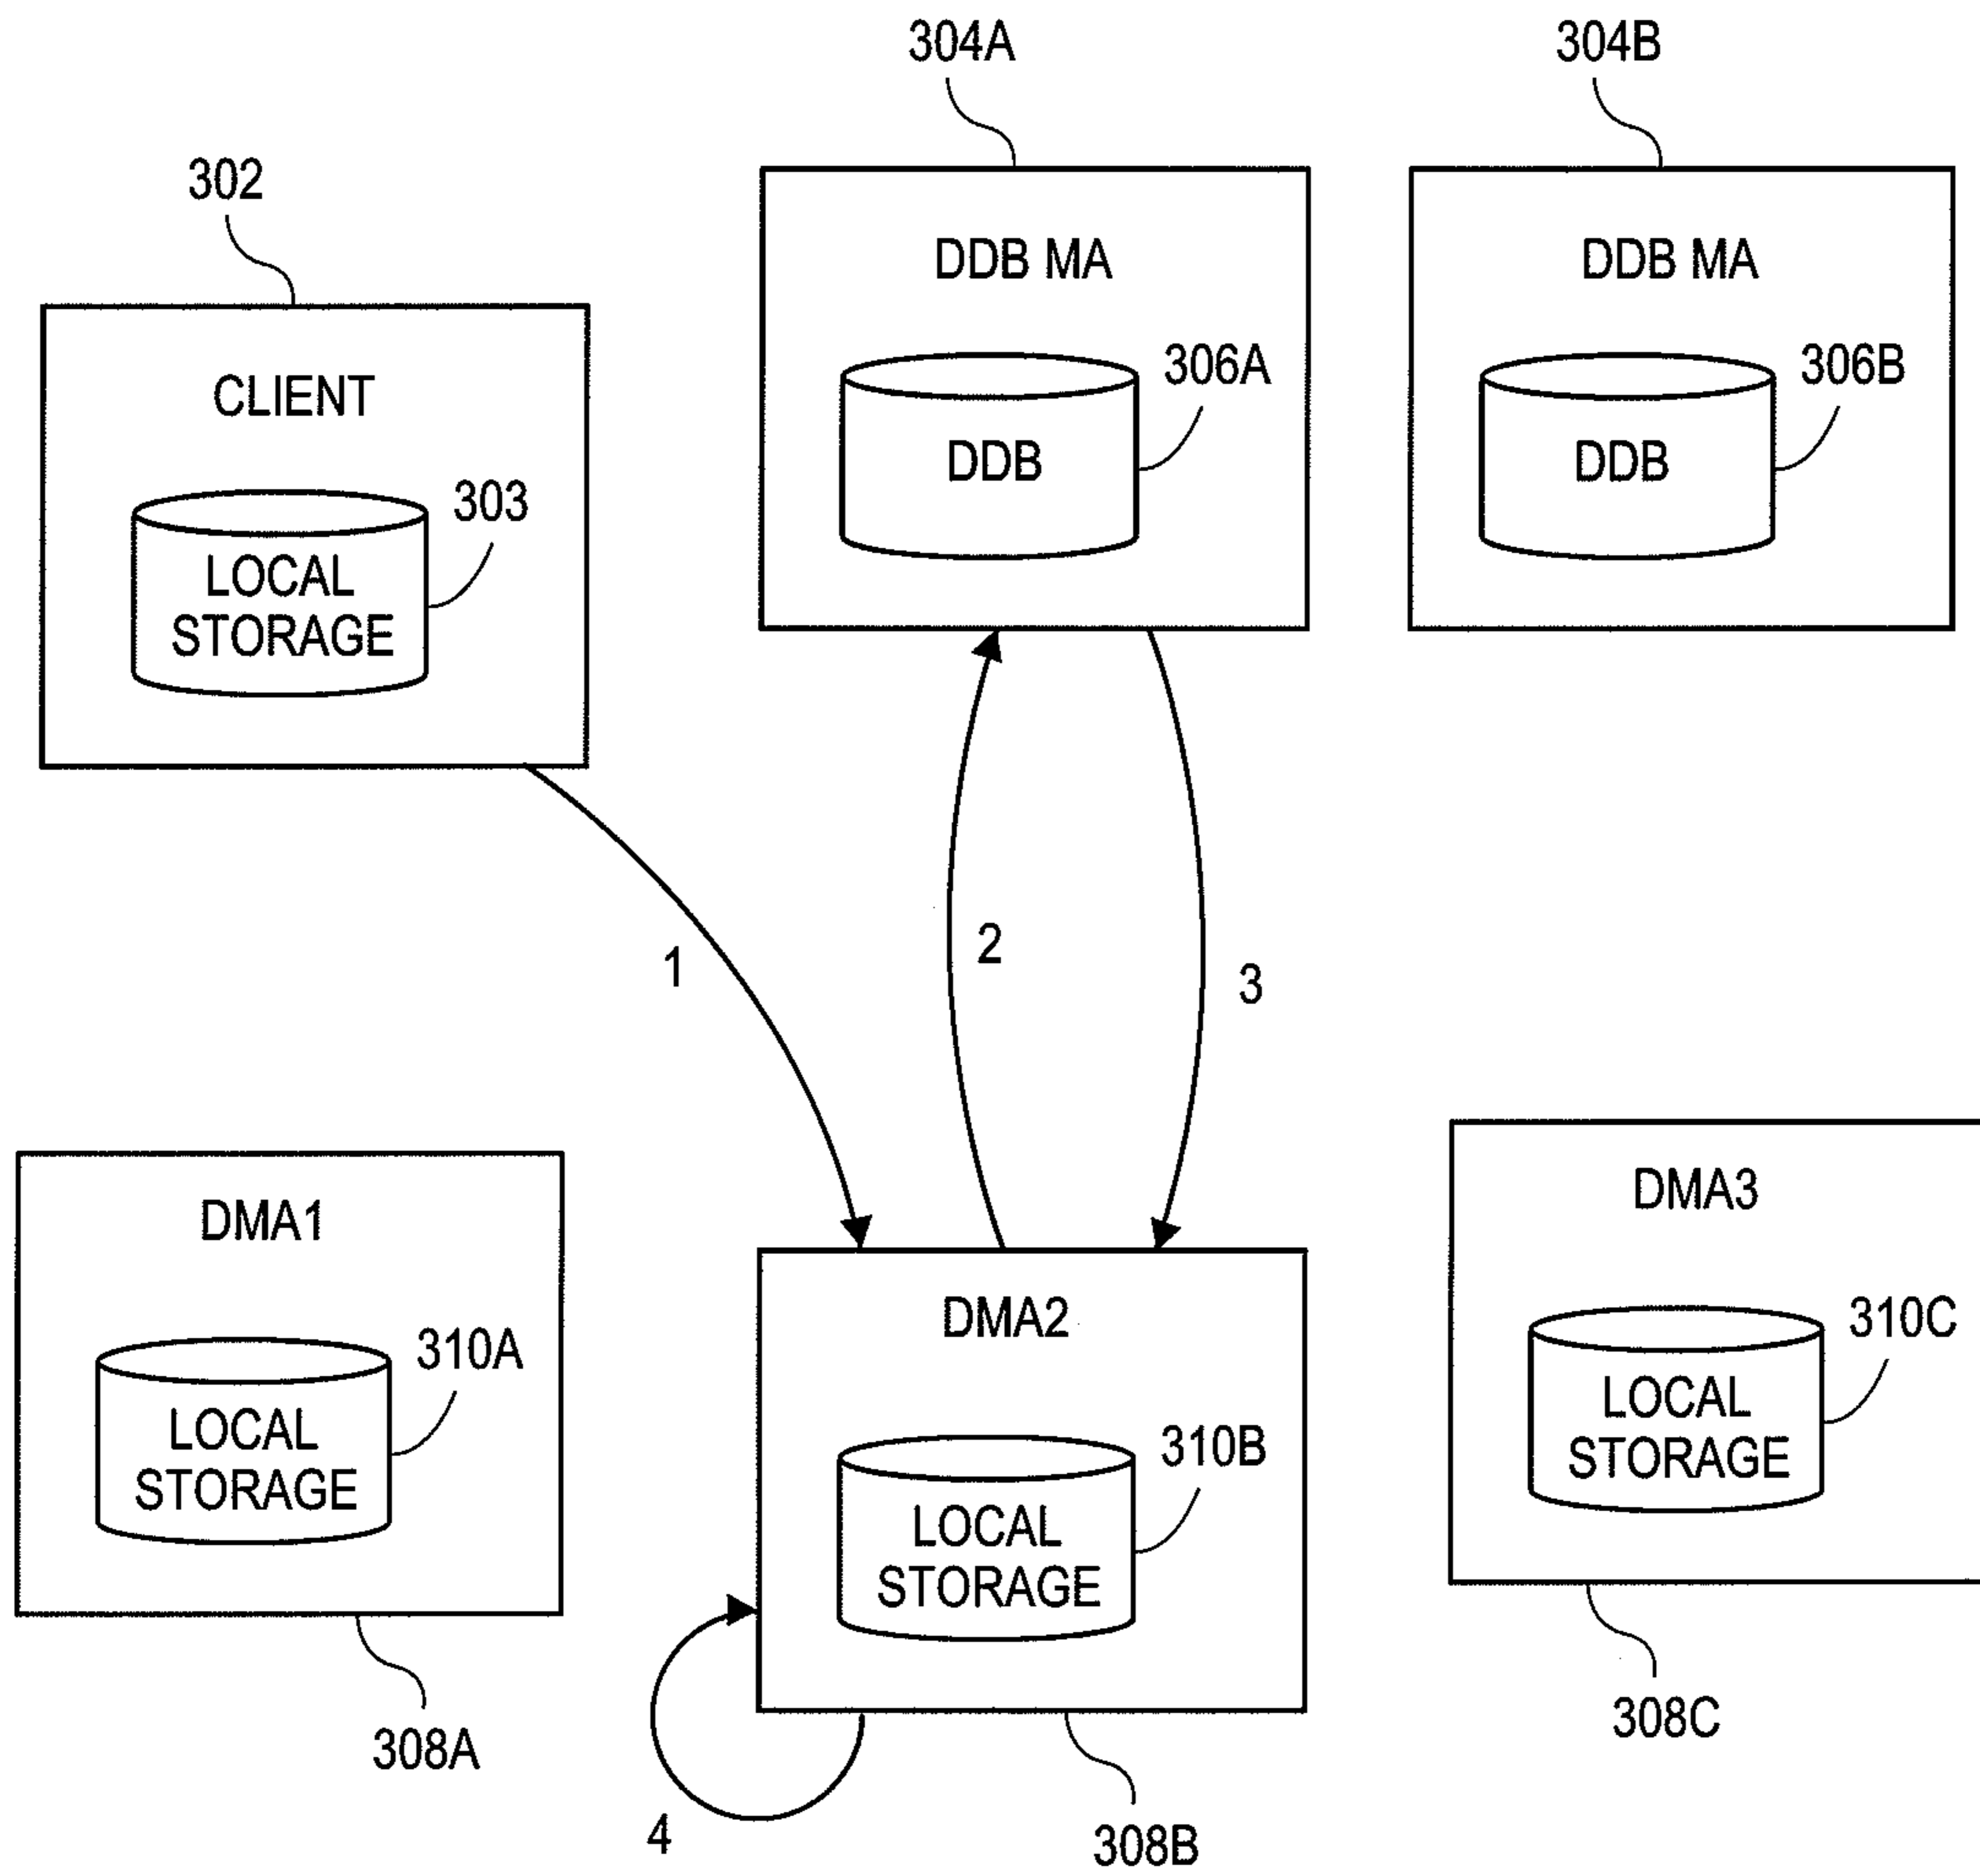 304A
304B
302
DDB MA
DDB MA
306A
306B
CLIENT
DDB
DDB
303
LOCAL
STORAGE
1
2
3
DMA1
DMA3
DMA2
310A
310C
LOCAL
STORAGE
LOCAL
STORAGE
310B
LOCAL
STORAGE
308A
308C
4
308B